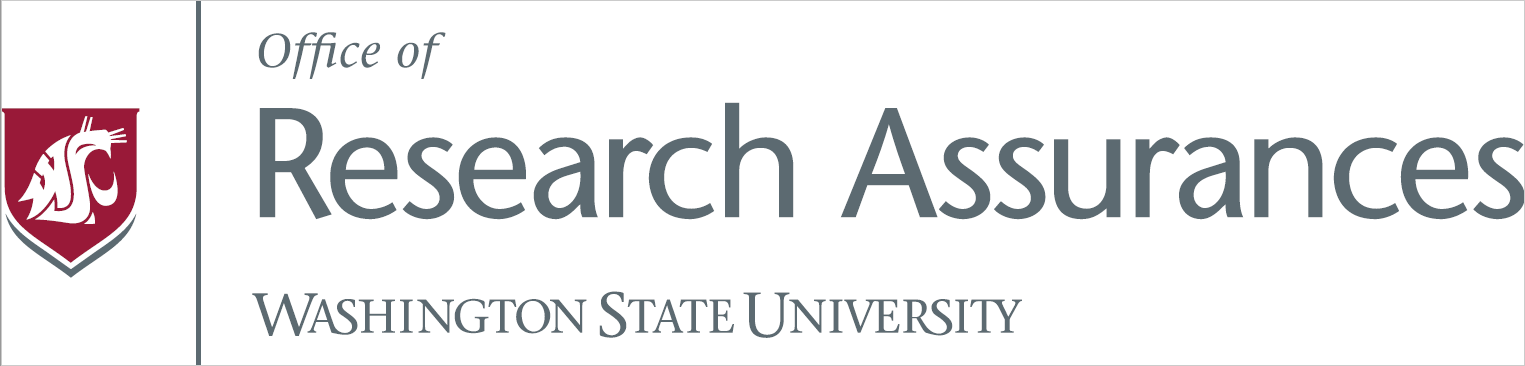 Office of
Research Assurances
WASHINGTON STATE UNIVERSITY